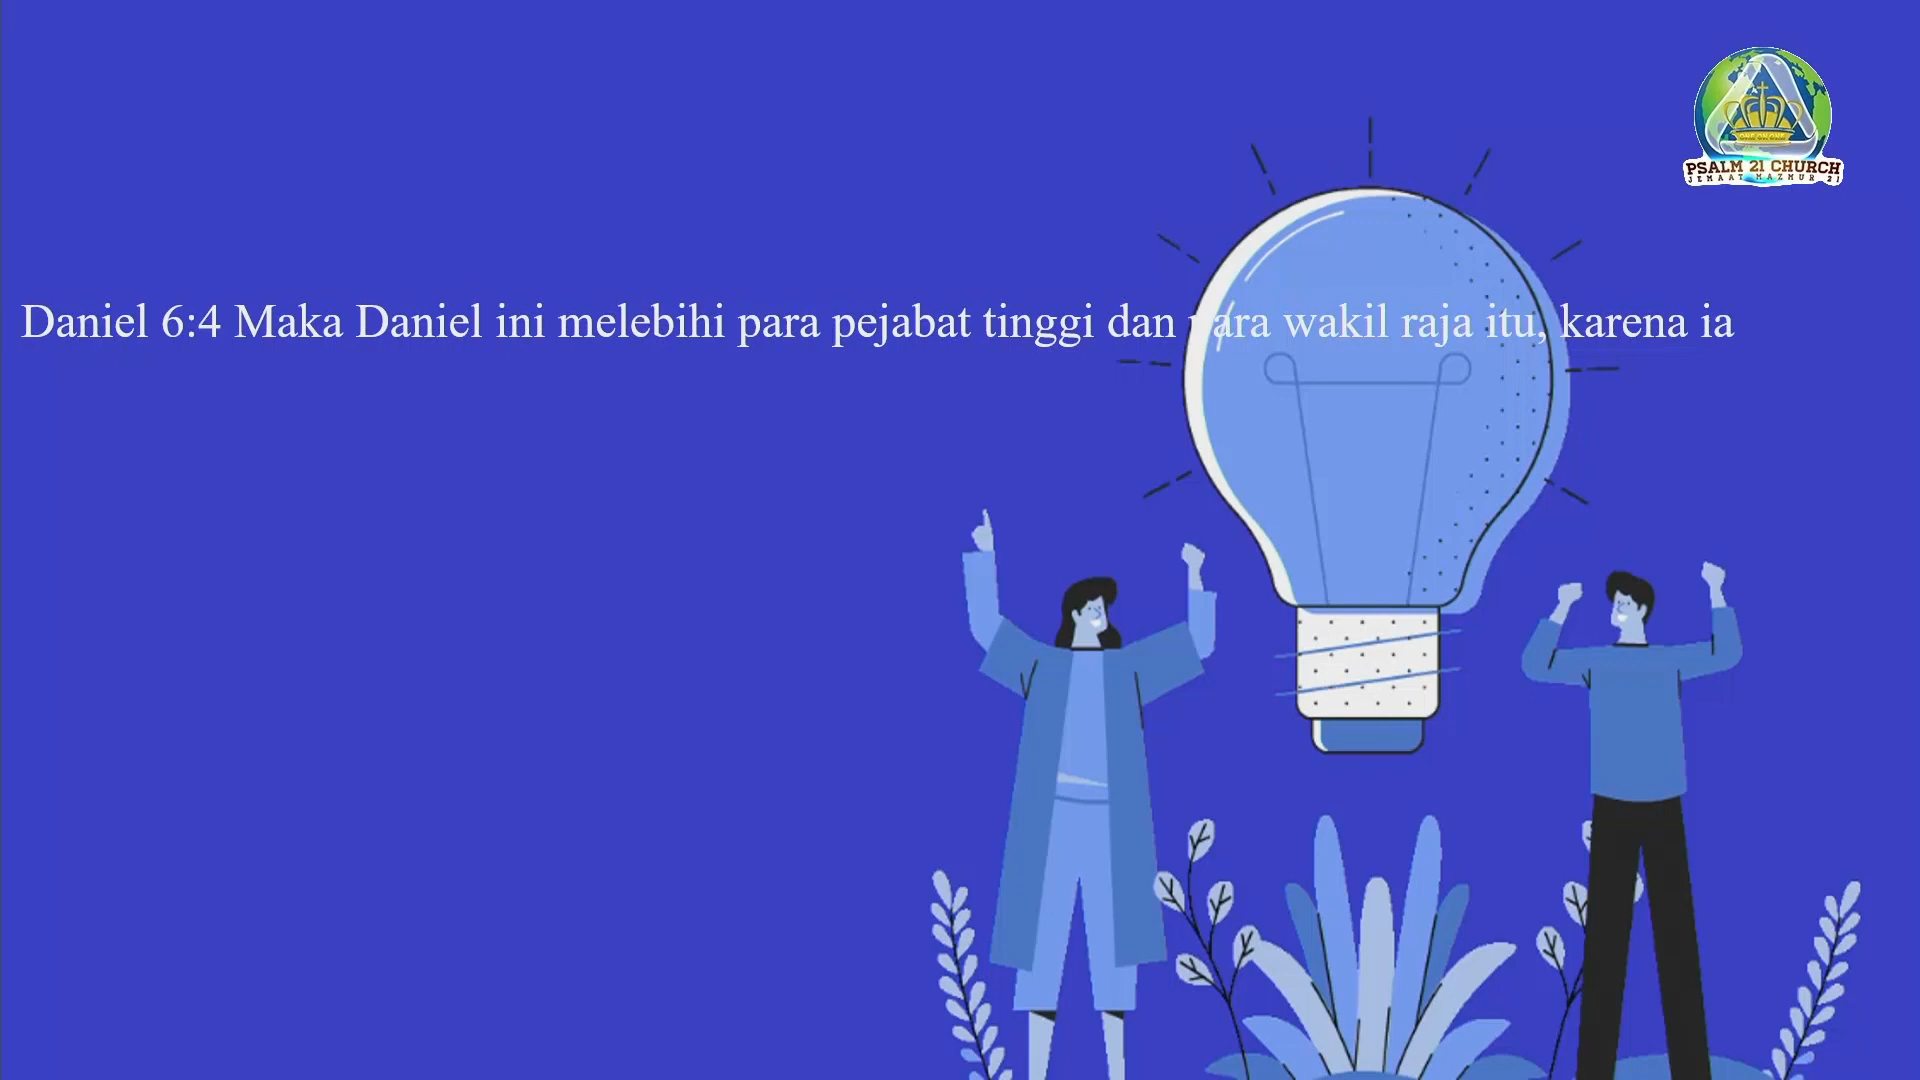 PSALM 21 CHURCH
JEMAAT MAZMUR 21
Daniel 6:4 Maka Daniel ini melebihi para pejabat tinggi dan para wakil raja itu, karena ia